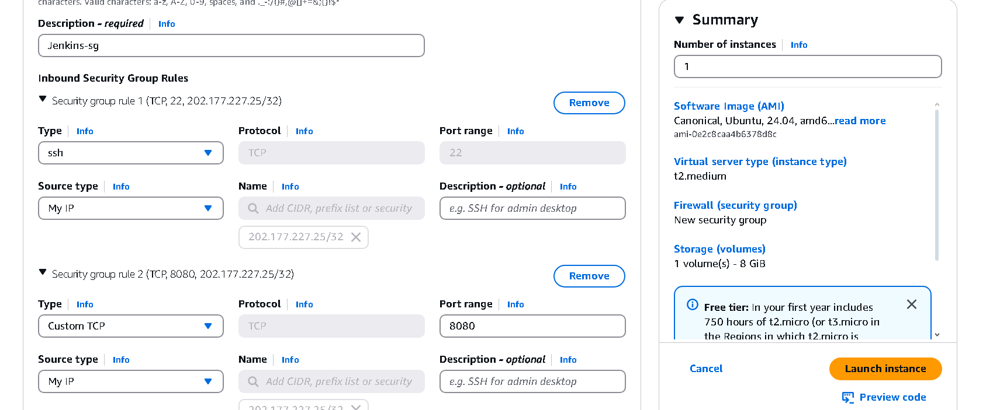 characters. Valid characters: a-z, A-Z, 0-9, spaces, and ._-:/()#,@[]+=&;{}!$*
Description - required Info
Jenkins-sg
Inbound Security Group Rules
Security group rule 1 (TCP, 22, 202.177.227.25/32)
Remove
Type Info
Protocol Info
Port range Info
ssh
TCP
22
Source type Info
Name Info
Description - optional Info
My IP
Add CIDR, prefix list or security
e.g. SSH for admin desktop
202.177.227.25/32
Security group rule 2 (TCP, 8080, 202.177.227.25/32)
Remove
Type Info
Protocol Info
Port range Info
Custom TCP
TCP
8080
Source type Info
Name Info
Description - optional Info
My IP
Add CIDR, prefix list or security
e.g. SSH for admin desktop
202.177.227.25/32
Summary
Number of instances Info
1
Software Image (AMI)
Canonical, Ubuntu, 24.04, amd6...read more
ami-0e2c8caa4b6378d8c
Virtual server type (instance type)
t2.medium
Firewall (security group)
New security group
Storage (volumes)
1 volume(s) - 8 GiB
Free tier: In your first year includes
750 hours of t2.micro (or t3.micro in
the Regions in which t2.micro is
Cancel
Launch instance
Preview code